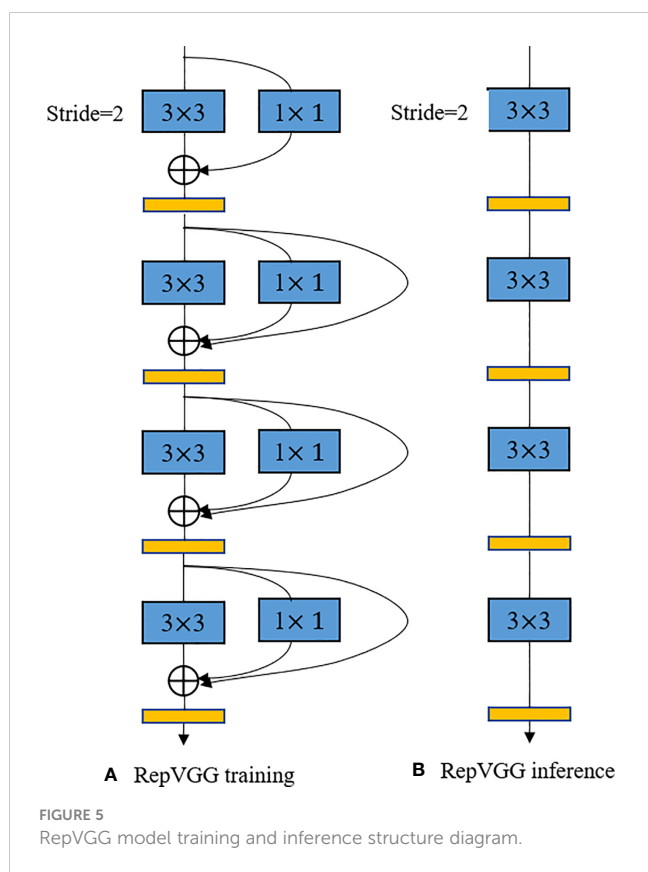 Stride=2
3×3
1× 1
3×3
1× 1
3×3
1× 1
3×3
1× 1
A RepVGG training
Stride=2
3×3
3×3
3×3
3×3
B RepVGG inference
FIGURE 5
RepVGG model training and inference structure diagram.